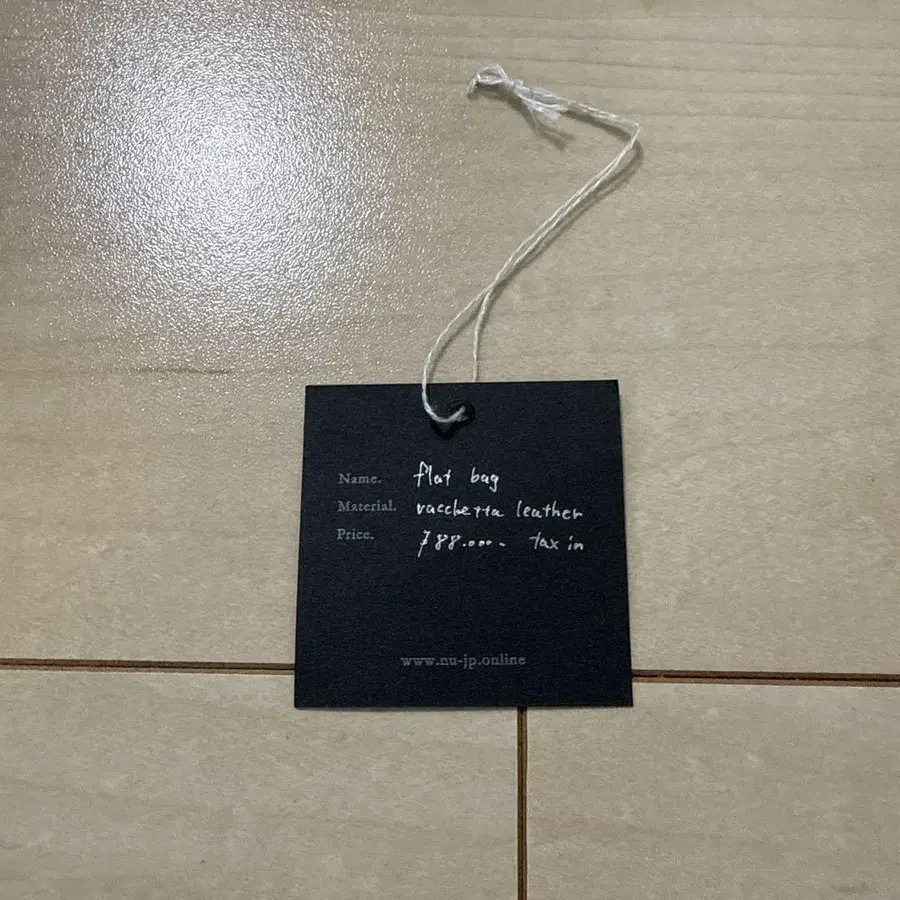 Name. flat bag
Material. vacchetta leather
Price. ¥88.000- tax in
www.nu-jp.online